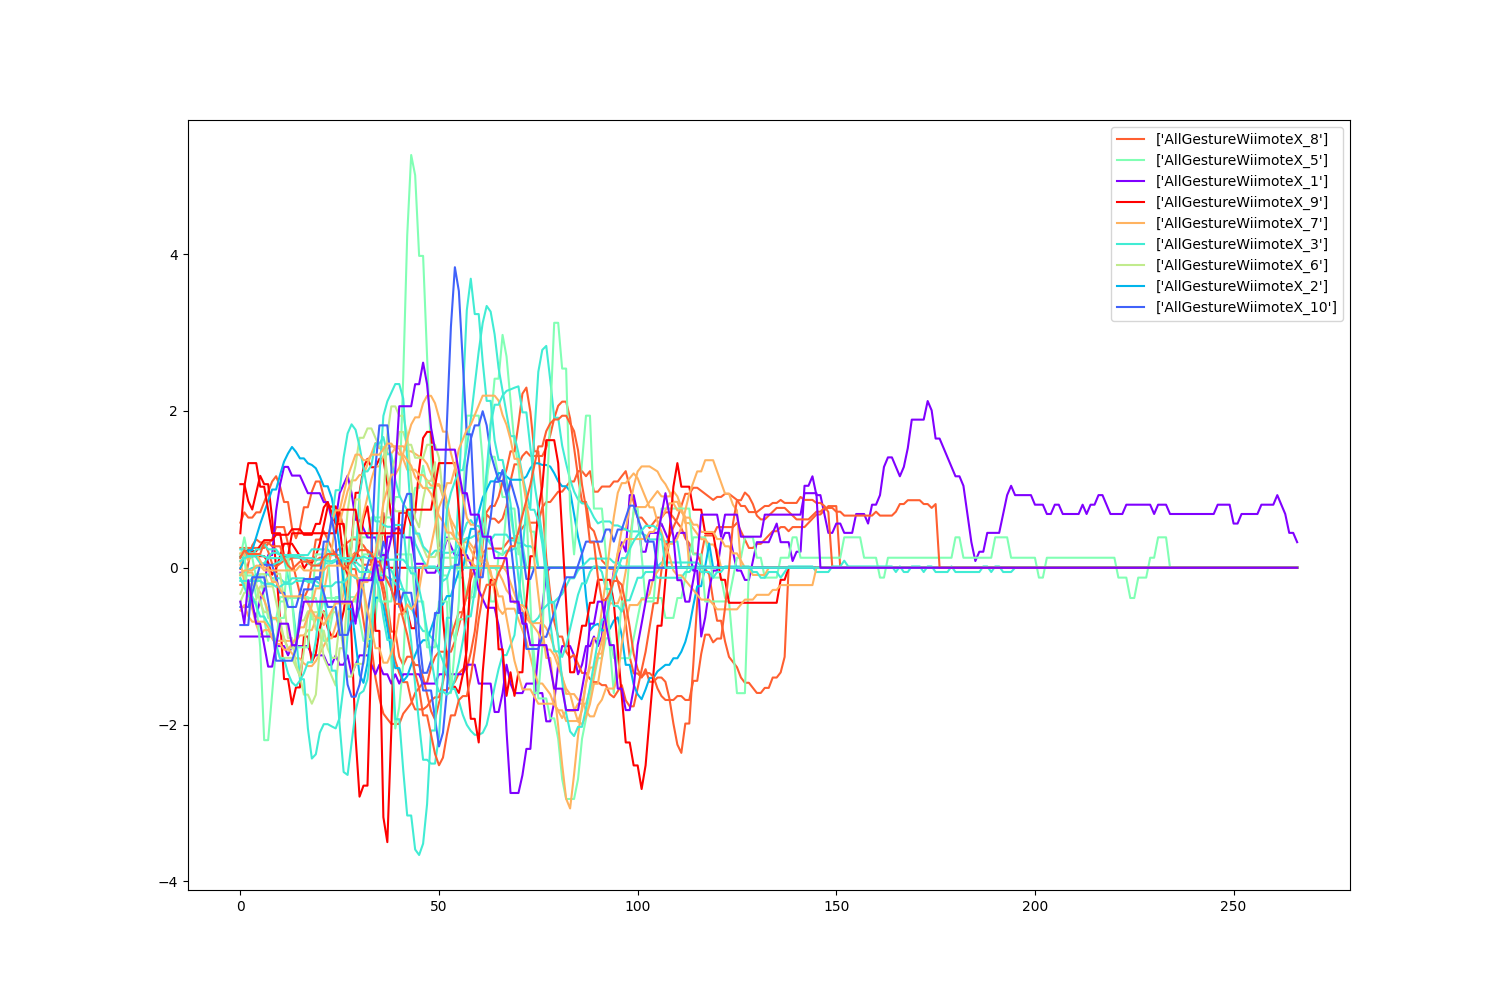 ['AllGestureWiimoteX_8']
['AllGestureWiimoteX_5']
['AllGestureWiimoteX_1']
['AllGestureWiimoteX_9']
['AllGestureWiimoteX_7']
['AllGestureWiimoteX_3']
['AllGestureWiimoteX_6']
['AllGestureWiimoteX_2']
['AllGestureWiimoteX_10']
4
2
0
−2
−4
0 50 100 150 200 250